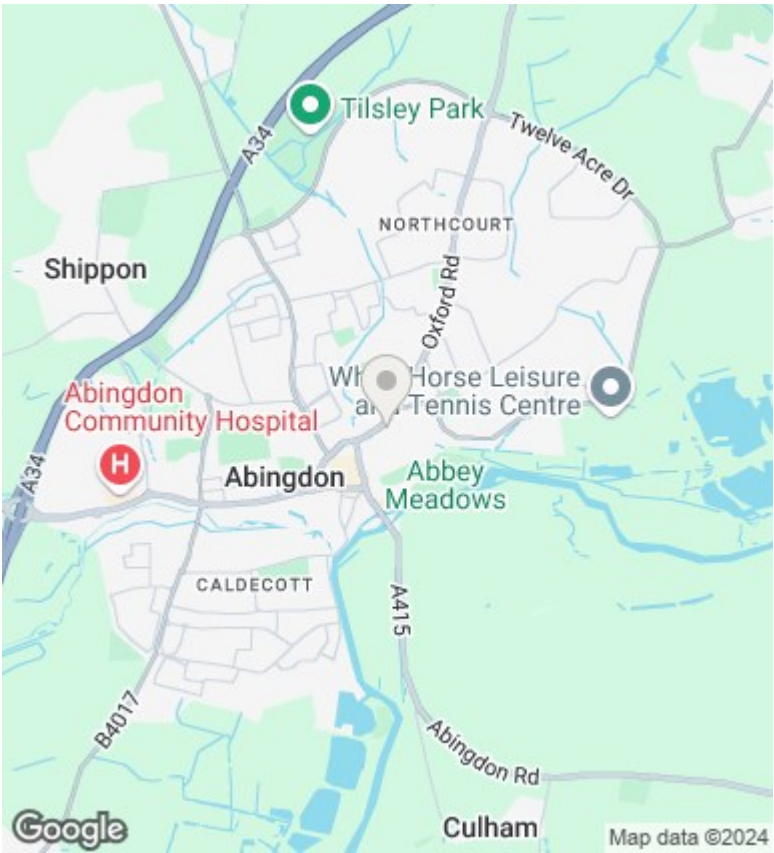 Tilsley Park
A34
Twelve Acre Dr
NORTHCOURT
Shippon
Oxford Rd
Horse Leisure
Tennis Centre
Abingdon
Community Hospital
H
A34
Abingdon
Abbey
Meadows
CALDECOTT
A415
B4017
Abingdon Rd
Culham
Google
Map data ©2024